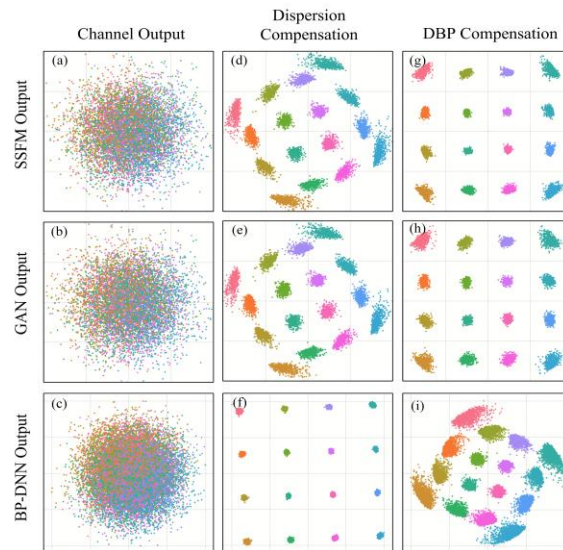 Channel Output
Dispersion
Compensation
DBP Compensation
SSFM Output
(a)
(d)
(g)
GAN Output
(b)
(e)
(h)
BP-DNN Output
(c)
(f)
(i)